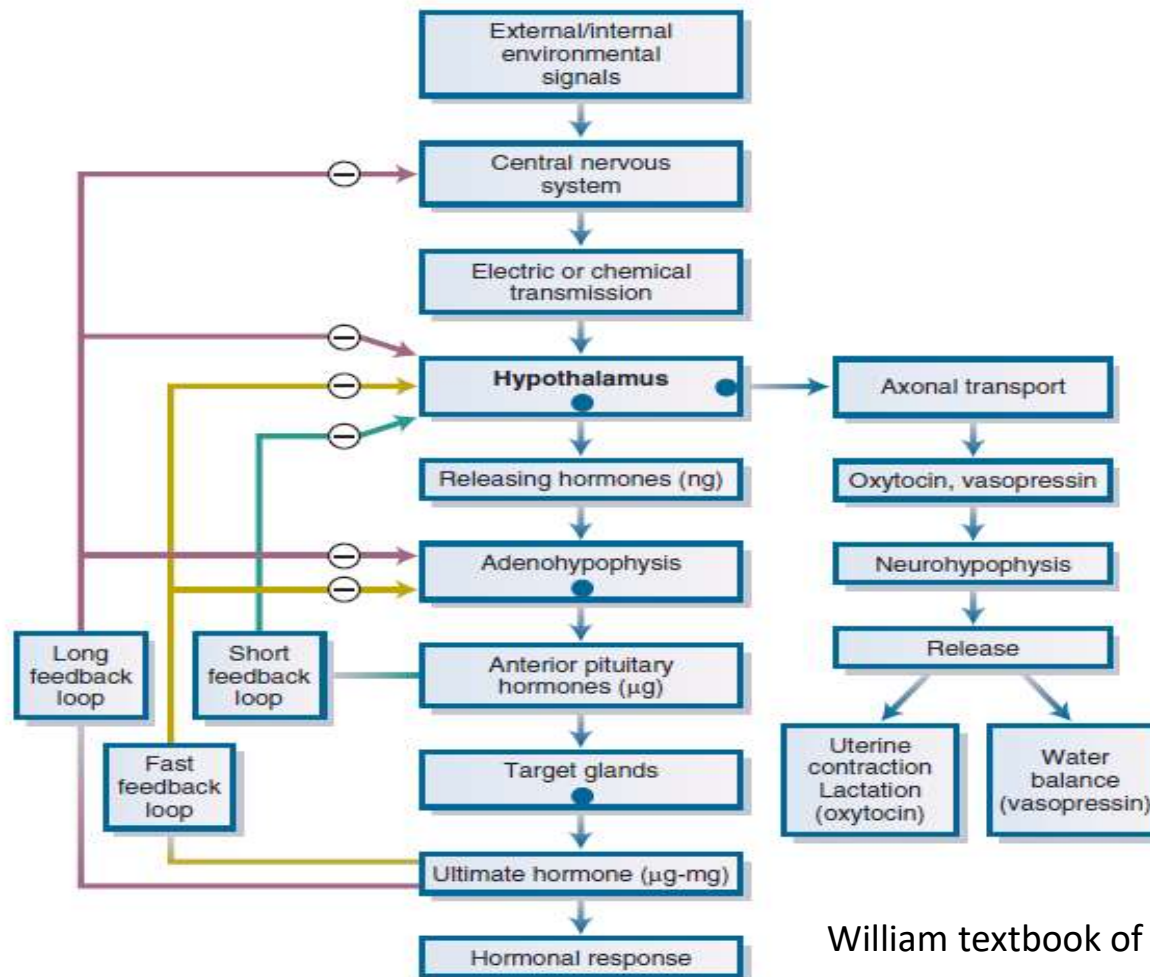 External/internal
environmental
signals
Central nervous
system
Electric or chemical
transmission
Hypothalamus
Releasing hormones (ng)
Adenohypophysis
Anterior pituitary
hormones (µg)
Target glands
Ultimate hormone (µg-mg)
Hormonal response
Long
feedback
loop
Short
feedback
loop
Fast
feedback
loop
Axonal transport
Oxytocin, vasopressin
Neurohypophysis
Release
Uterine
contraction
Lactation
(oxytocin)
Water
balance
(vasopressin)
William textbook of